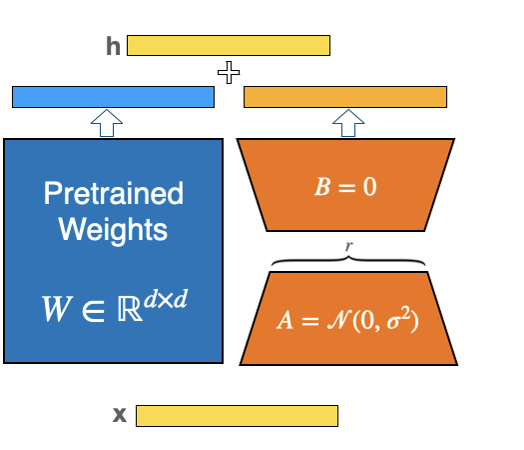 h
Pretrained
Weights
W ∈ ℝ^{d×d}
B = 0
r
A = 𝒩(0, σ²)
x